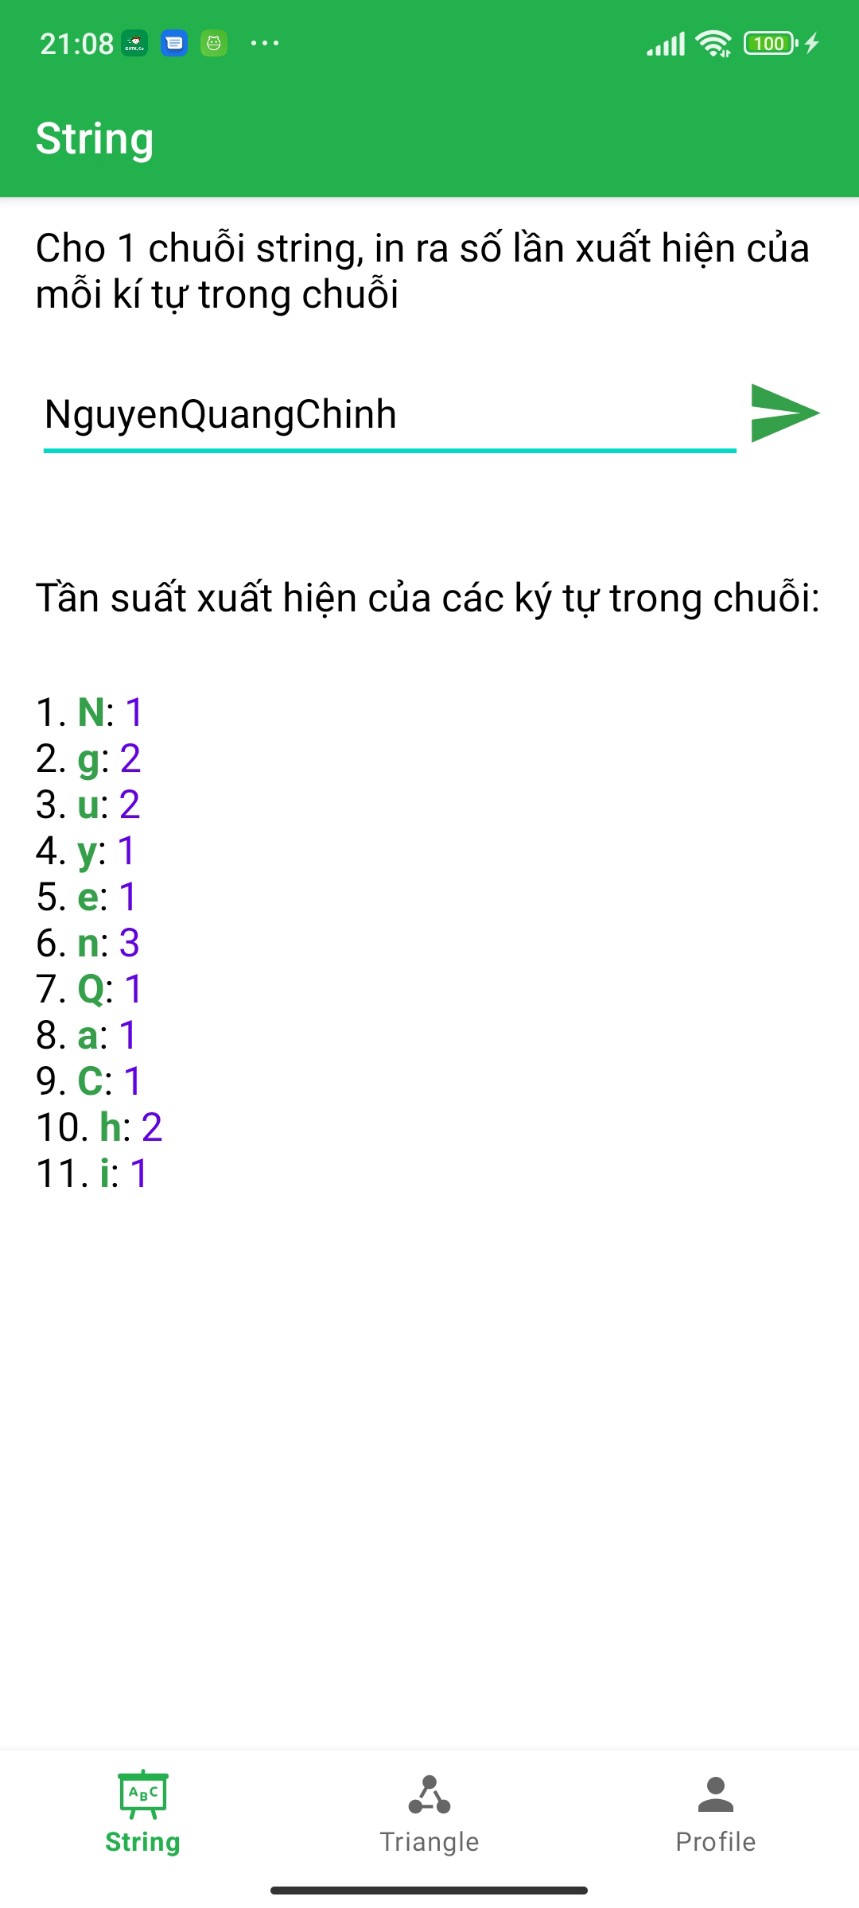 21:08
100
String
Cho 1 chuỗi string, in ra số lần xuất hiện của
mỗi kí tự trong chuỗi
NguyenQuangChinh
Tần suất xuất hiện của các ký tự trong chuỗi:
1. N: 1
2. g: 2
3. u: 2
4. y: 1
5. e: 1
6. n: 3
7. Q: 1
8. a: 1
9. C: 1
10. h: 2
11. i: 1
ABC
String
Triangle
Profile